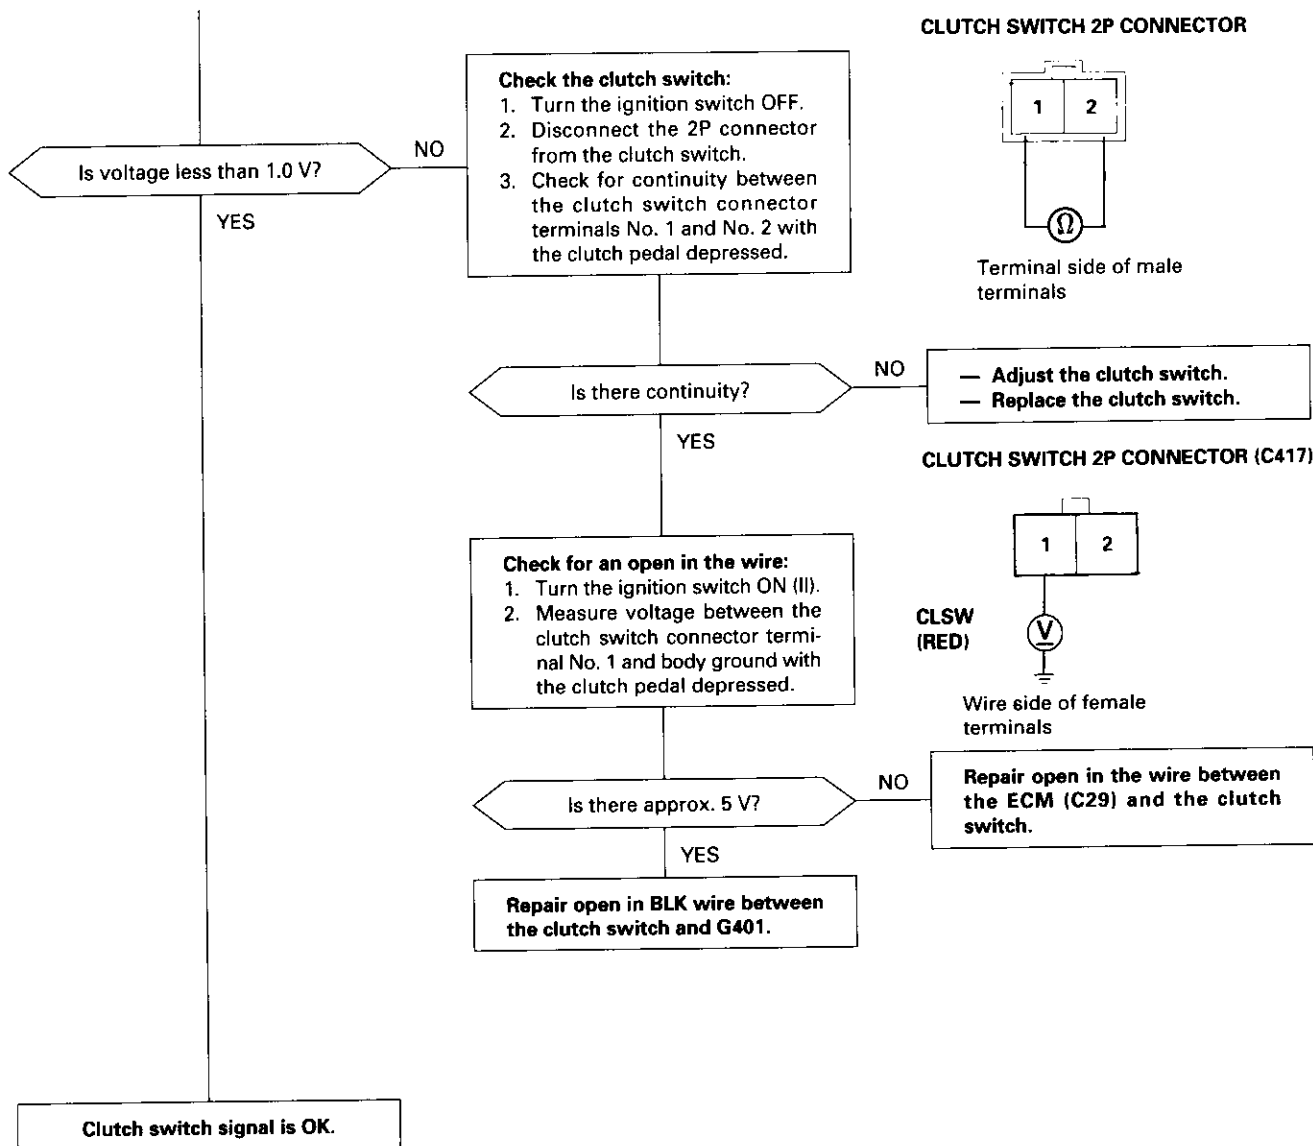 CLUTCH SWITCH 2P CONNECTOR
Check the clutch switch:
1. Turn the ignition switch OFF.
2. Disconnect the 2P connector
from the clutch switch.
3. Check for continuity between
the clutch switch connector
terminals No. 1 and No. 2 with
the clutch pedal depressed.
1 2
Ω
Terminal side of male
terminals
Is voltage less than 1.0 V?
NO
YES
Is there continuity?
NO
— Adjust the clutch switch.
— Replace the clutch switch.
YES
CLUTCH SWITCH 2P CONNECTOR (C417)
1 2
CLSW
(RED)
V
Wire side of female
terminals
Check for an open in the wire:
1. Turn the ignition switch ON (II).
2. Measure voltage between the
clutch switch connector termi-
nal No. 1 and body ground with
the clutch pedal depressed.
Is there approx. 5 V?
NO
Repair open in the wire between
the ECM (C29) and the clutch
switch.
YES
Repair open in BLK wire between
the clutch switch and G401.
Clutch switch signal is OK.